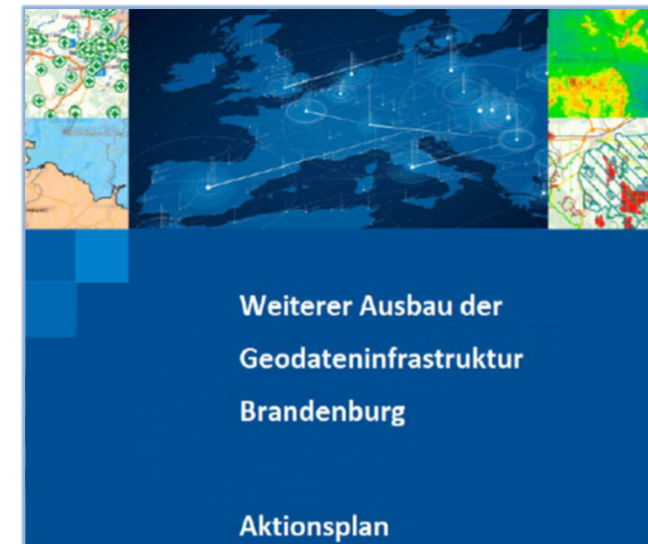 Weiterer Ausbau der
Geodateninfrastruktur
Brandenburg
Aktionsplan